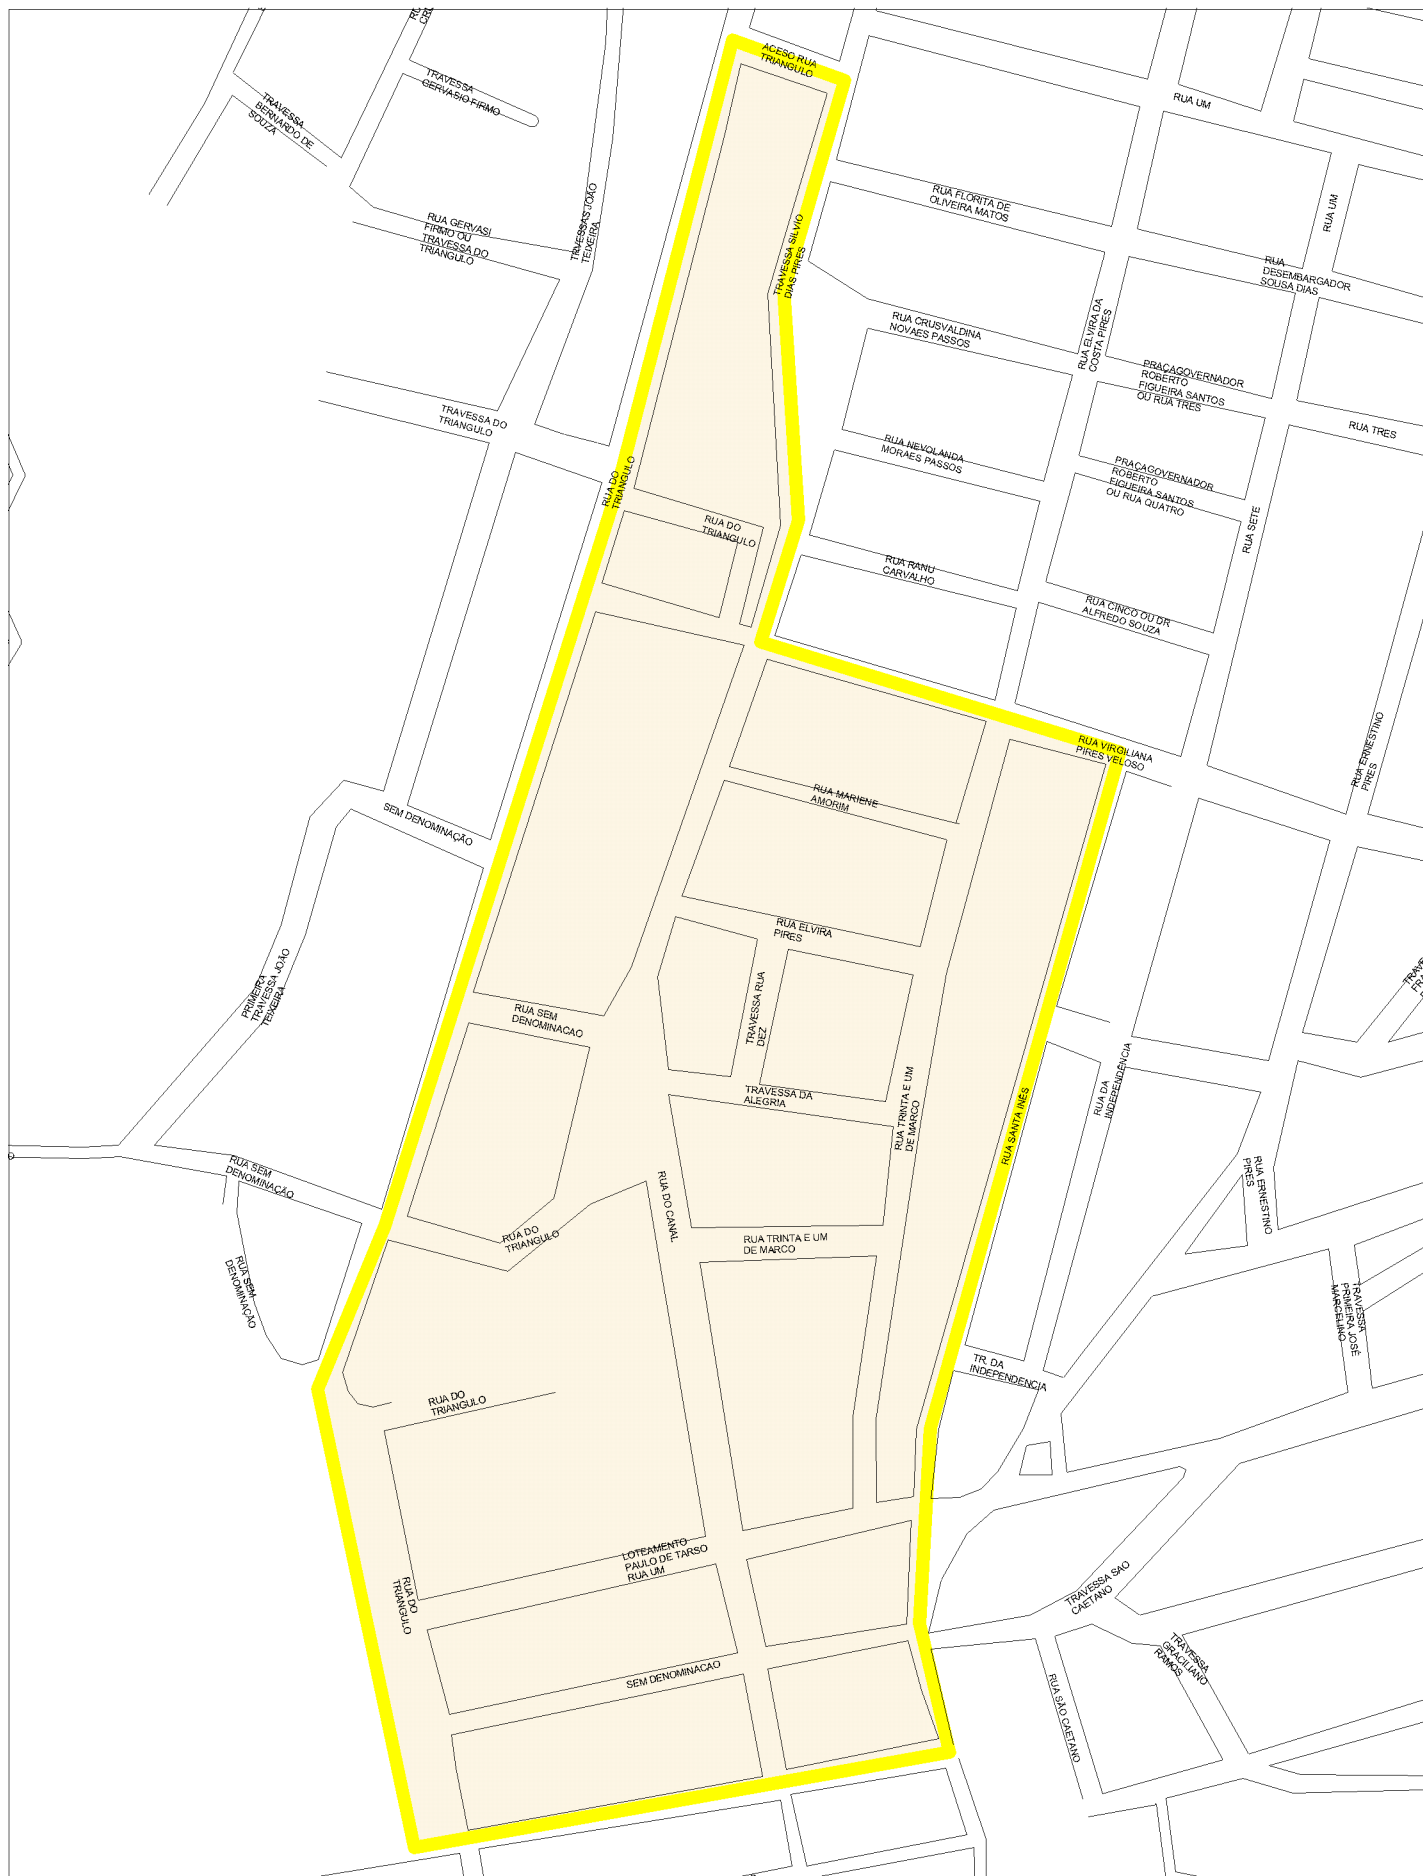 ACESO RUA
TRIANGULO
TRAVESSA
GERVASIO FIRMO
TRAVESSA
BERNARDO DE
SOUZA
RUA UM
RUA FLORITA DE
OLIVEIRA MATOS
TRAVESSAS JOÃO
TEIXEIRA
RUA GERVASI
FIRMO OU
TRAVESSA DO
TRIANGULO
TRAVESSA SILVIO
DIAS PIRES
RUA UM
RUA
DESEMBARGADOR
SOUSA DIAS
RUA CRUSVALDINA
NOVAES PASSOS
RUA ELVIRA DA
COSTA PIRES
PRAÇAGOVERNADOR
ROBERTO
FIGUEIRA SANTOS
OU RUA TRES
TRAVESSA DO
TRIANGULO
RUA TRES
RUA NEVOLANDA
MORAES PASSOS
PRAÇAGOVERNADOR
ROBERTO
FIGUEIRA SANTOS
OU RUA QUATRO
RUA DO
TRIANGULO
RUA DO
TRIANGULO
RUA SETE
RUA RANU
CARVALHO
RUA CINCO OU DR
ALFREDO SOUZA
RUA VIRGILIANA
PIRES VELOSO
RUA ERNESTINO
PIRES
RUA MARIENE
AMORIM
SEM DENOMINAÇÃO
RUA ELVIRA
PIRES
PRIMEIRA
TRAVESSA JOÃO
TEIXEIRA
TRAVESSA RUA
DEZ
RUA SEM
DENOMINACAO
TRAVESSA DA
ALEGRIA
RUA TRINTA E UM
DE MARCO
RUA SANTA INÊS
RUA DA
INDEPENDÊNCIA
RUA SEM
DENOMINAÇÃO
RUA DO CANAL
RUA ERNESTINO
PIRES
RUA DO
TRIANGULO
RUA TRINTA E UM
DE MARCO
RUA SEM
DENOMINAÇÃO
TRAVESSA
PRIMEIRA JOSÉ
MARCELINO
TR. DA
INDEPENDENCIA
RUA DO
TRIANGULO
LOTEAMENTO
PAULO DE TARSO
RUA UM
RUA DO
TRIANGULO
TRAVESSA SAO
CAETANO
TRAVESSA
GRACILIANO
RAMOS
SEM DENOMINACAO
RUA SÃO CAETANO